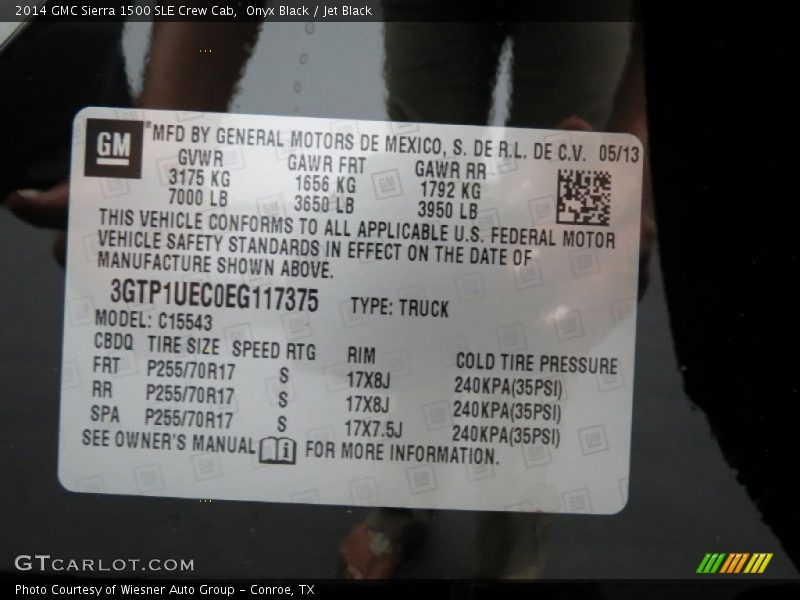 2014 GMC Sierra 1500 SLE Crew Cab, Onyx Black / Jet Black
GM
®MFD BY GENERAL MOTORS DE MEXICO, S. DE R.L. DE C.V. 05/13
GVWR GAWR FRT GAWR RR
3175 KG 1656 KG 1792 KG
7000 LB 3650 LB 3950 LB
THIS VEHICLE CONFORMS TO ALL APPLICABLE U.S. FEDERAL MOTOR
VEHICLE SAFETY STANDARDS IN EFFECT ON THE DATE OF
MANUFACTURE SHOWN ABOVE.
3GTP1UEC0EG117375 TYPE: TRUCK
MODEL: C15543
CBDQ TIRE SIZE SPEED RTG RIM COLD TIRE PRESSURE
FRT P255/70R17 S 17X8J 240KPA(35PSI)
RR P255/70R17 S 17X8J 240KPA(35PSI)
SPA P255/70R17 S 17X7.5J 240KPA(35PSI)
SEE OWNER'S MANUAL i FOR MORE INFORMATION.
GTCARLOT.COM
Photo Courtesy of Wiesner Auto Group - Conroe, TX